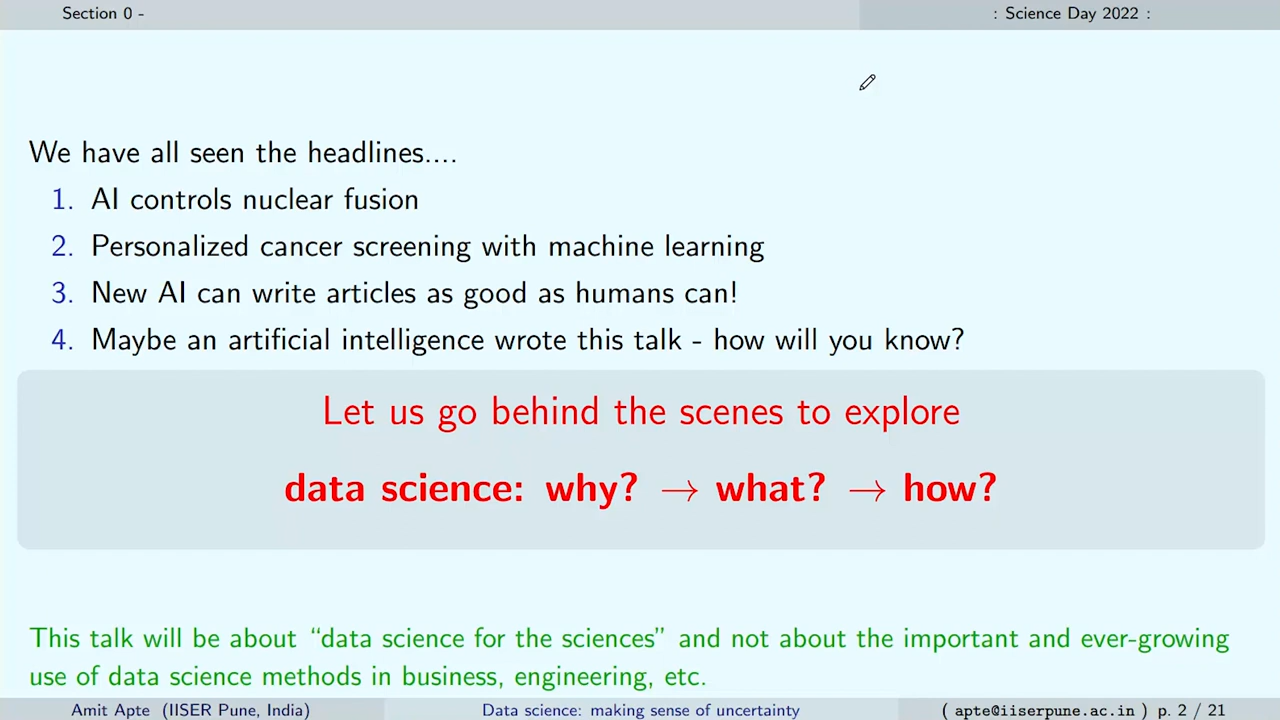 Section 0 -
: Science Day 2022 :
We have all seen the headlines....
1. AI controls nuclear fusion
2. Personalized cancer screening with machine learning
3. New AI can write articles as good as humans can!
4. Maybe an artificial intelligence wrote this talk - how will you know?
Let us go behind the scenes to explore
data science: why? → what? → how?
This talk will be about “data science for the sciences” and not about the important and ever-growing
use of data science methods in business, engineering, etc.
Amit Apte (IISER Pune, India)
Data science: making sense of uncertainty
( apte@iiserpune.ac.in ) p. 2 / 21